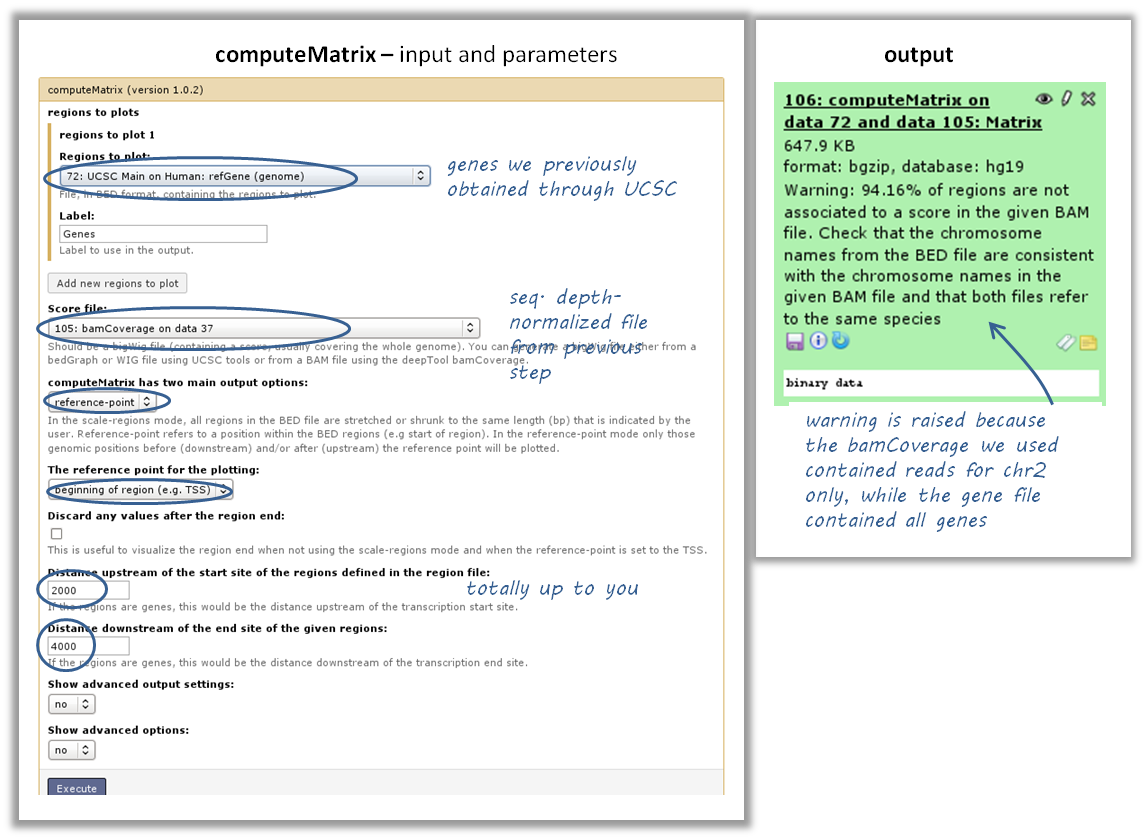 computeMatrix – input and parameters
computeMatrix (version 1.0.2)
regions to plots
regions to plot 1
Regions to plot:
72: UCSC Main on Human: refGene (genome)
File, in BED format, containing the regions to plot.
genes we previously
obtained through UCSC
Label:
Genes
Label to use in the output.
Add new regions to plot
Score file:
105: bamCoverage on data 37
Should be a bigWig file (containing a score, usually covering the whole genome). You can generate a bigWig file either from a
bedGraph or WIG file using UCSC tools or from a BAM file using the deepTool bamCoverage.
seq. depth-
normalized file
from previous
step
computeMatrix has two main output options:
reference-point
In the scale-regions mode, all regions in the BED file are stretched or shrunk to the same length (bp) that is indicated by the
user. Reference-point refers to a position within the BED regions (e.g start of region). In the reference-point mode only those
genomic positions before (downstream) and/or after (upstream) the reference point will be plotted.
The reference point for the plotting:
beginning of region (e.g. TSS)
Discard any values after the region end:
This is useful to visualize the region end when not using the scale-regions mode and when the reference-point is set to the TSS.
Distance upstream of the start site of the regions defined in the region file:
2000
totally up to you
If the regions are genes, this would be the distance upstream of the transcription start site.
Distance downstream of the end site of the given regions:
4000
If the regions are genes, this would be the distance downstream of the transcription end site.
Show advanced output settings:
no
Show advanced options:
no
Execute
output
106: computeMatrix on
data 72 and data 105: Matrix
647.9 KB
format: bgzip, database: hg19
Warning: 94.16% of regions are not
associated to a score in the given BAM
file. Check that the chromosome
names from the BED file are consistent
with the chromosome names in the
given BAM file and that both files refer
to the same species
binary data
warning is raised because
the bamCoverage we used
contained reads for chr2
only, while the gene file
contained all genes